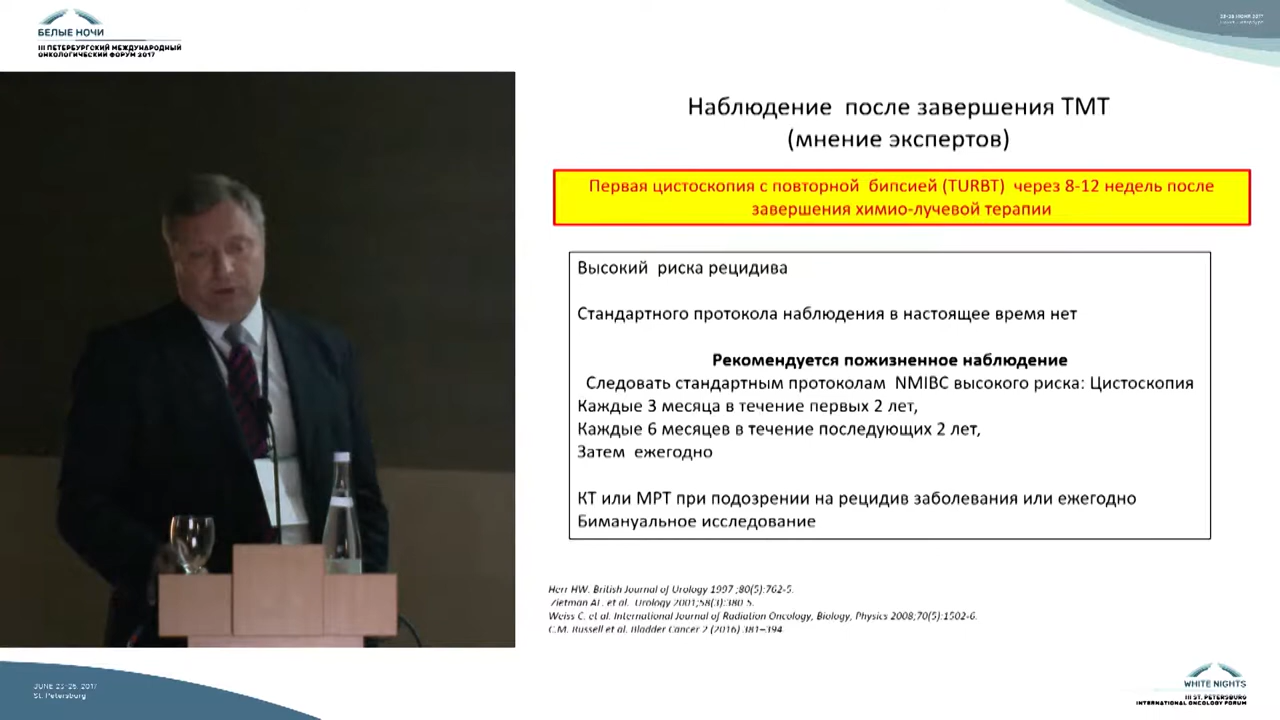 БЕЛЫЕ НОЧИ
III ПЕТЕРБУРГСКИЙ МЕЖДУНАРОДНЫЙ
ОНКОЛОГИЧЕСКИЙ ФОРУМ 2017
Наблюдение после завершения ТМТ
(мнение экспертов)
Первая цистоскопия с повторной бипсией (TURBT) через 8-12 недель после
завершения химио-лучевой терапии
Высокий риска рецидива
Стандартного протокола наблюдения в настоящее время нет
Рекомендуется пожизненное наблюдение
Следовать стандартным протоколам NMIBC высокого риска: Цистоскопия
Каждые 3 месяца в течение первых 2 лет,
Каждые 6 месяцев в течение последующих 2 лет,
Затем ежегодно
КТ или МРТ при подозрении на рецидив заболевания или ежегодно
Бимануальное исследование
Herr HW. British Journal of Urology 1997 ;80(5):762-5.
Zietman AL. et al. Urology 2001;58(3):380-5.
Weiss C. et al. International Journal of Radiation Oncology, Biology, Physics 2008;70(5):1502-6.
C.M. Russell et al. Bladder Cancer 2 (2016) 381–394
JUNE 23-26, 2017
St. Petersburg
WHITE NIGHTS
III ST. PETERSBURG
INTERNATIONAL ONCOLOGY FORUM